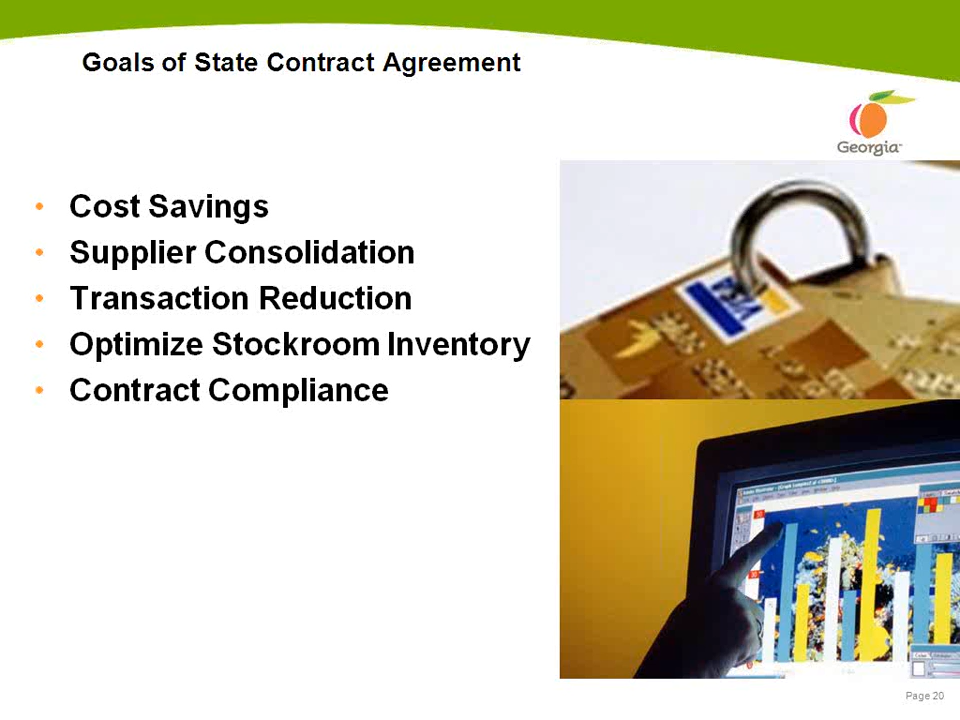 Goals of State Contract Agreement
Georgia™
• Cost Savings
• Supplier Consolidation
• Transaction Reduction
• Optimize Stockroom Inventory
• Contract Compliance
VISA
Page 20